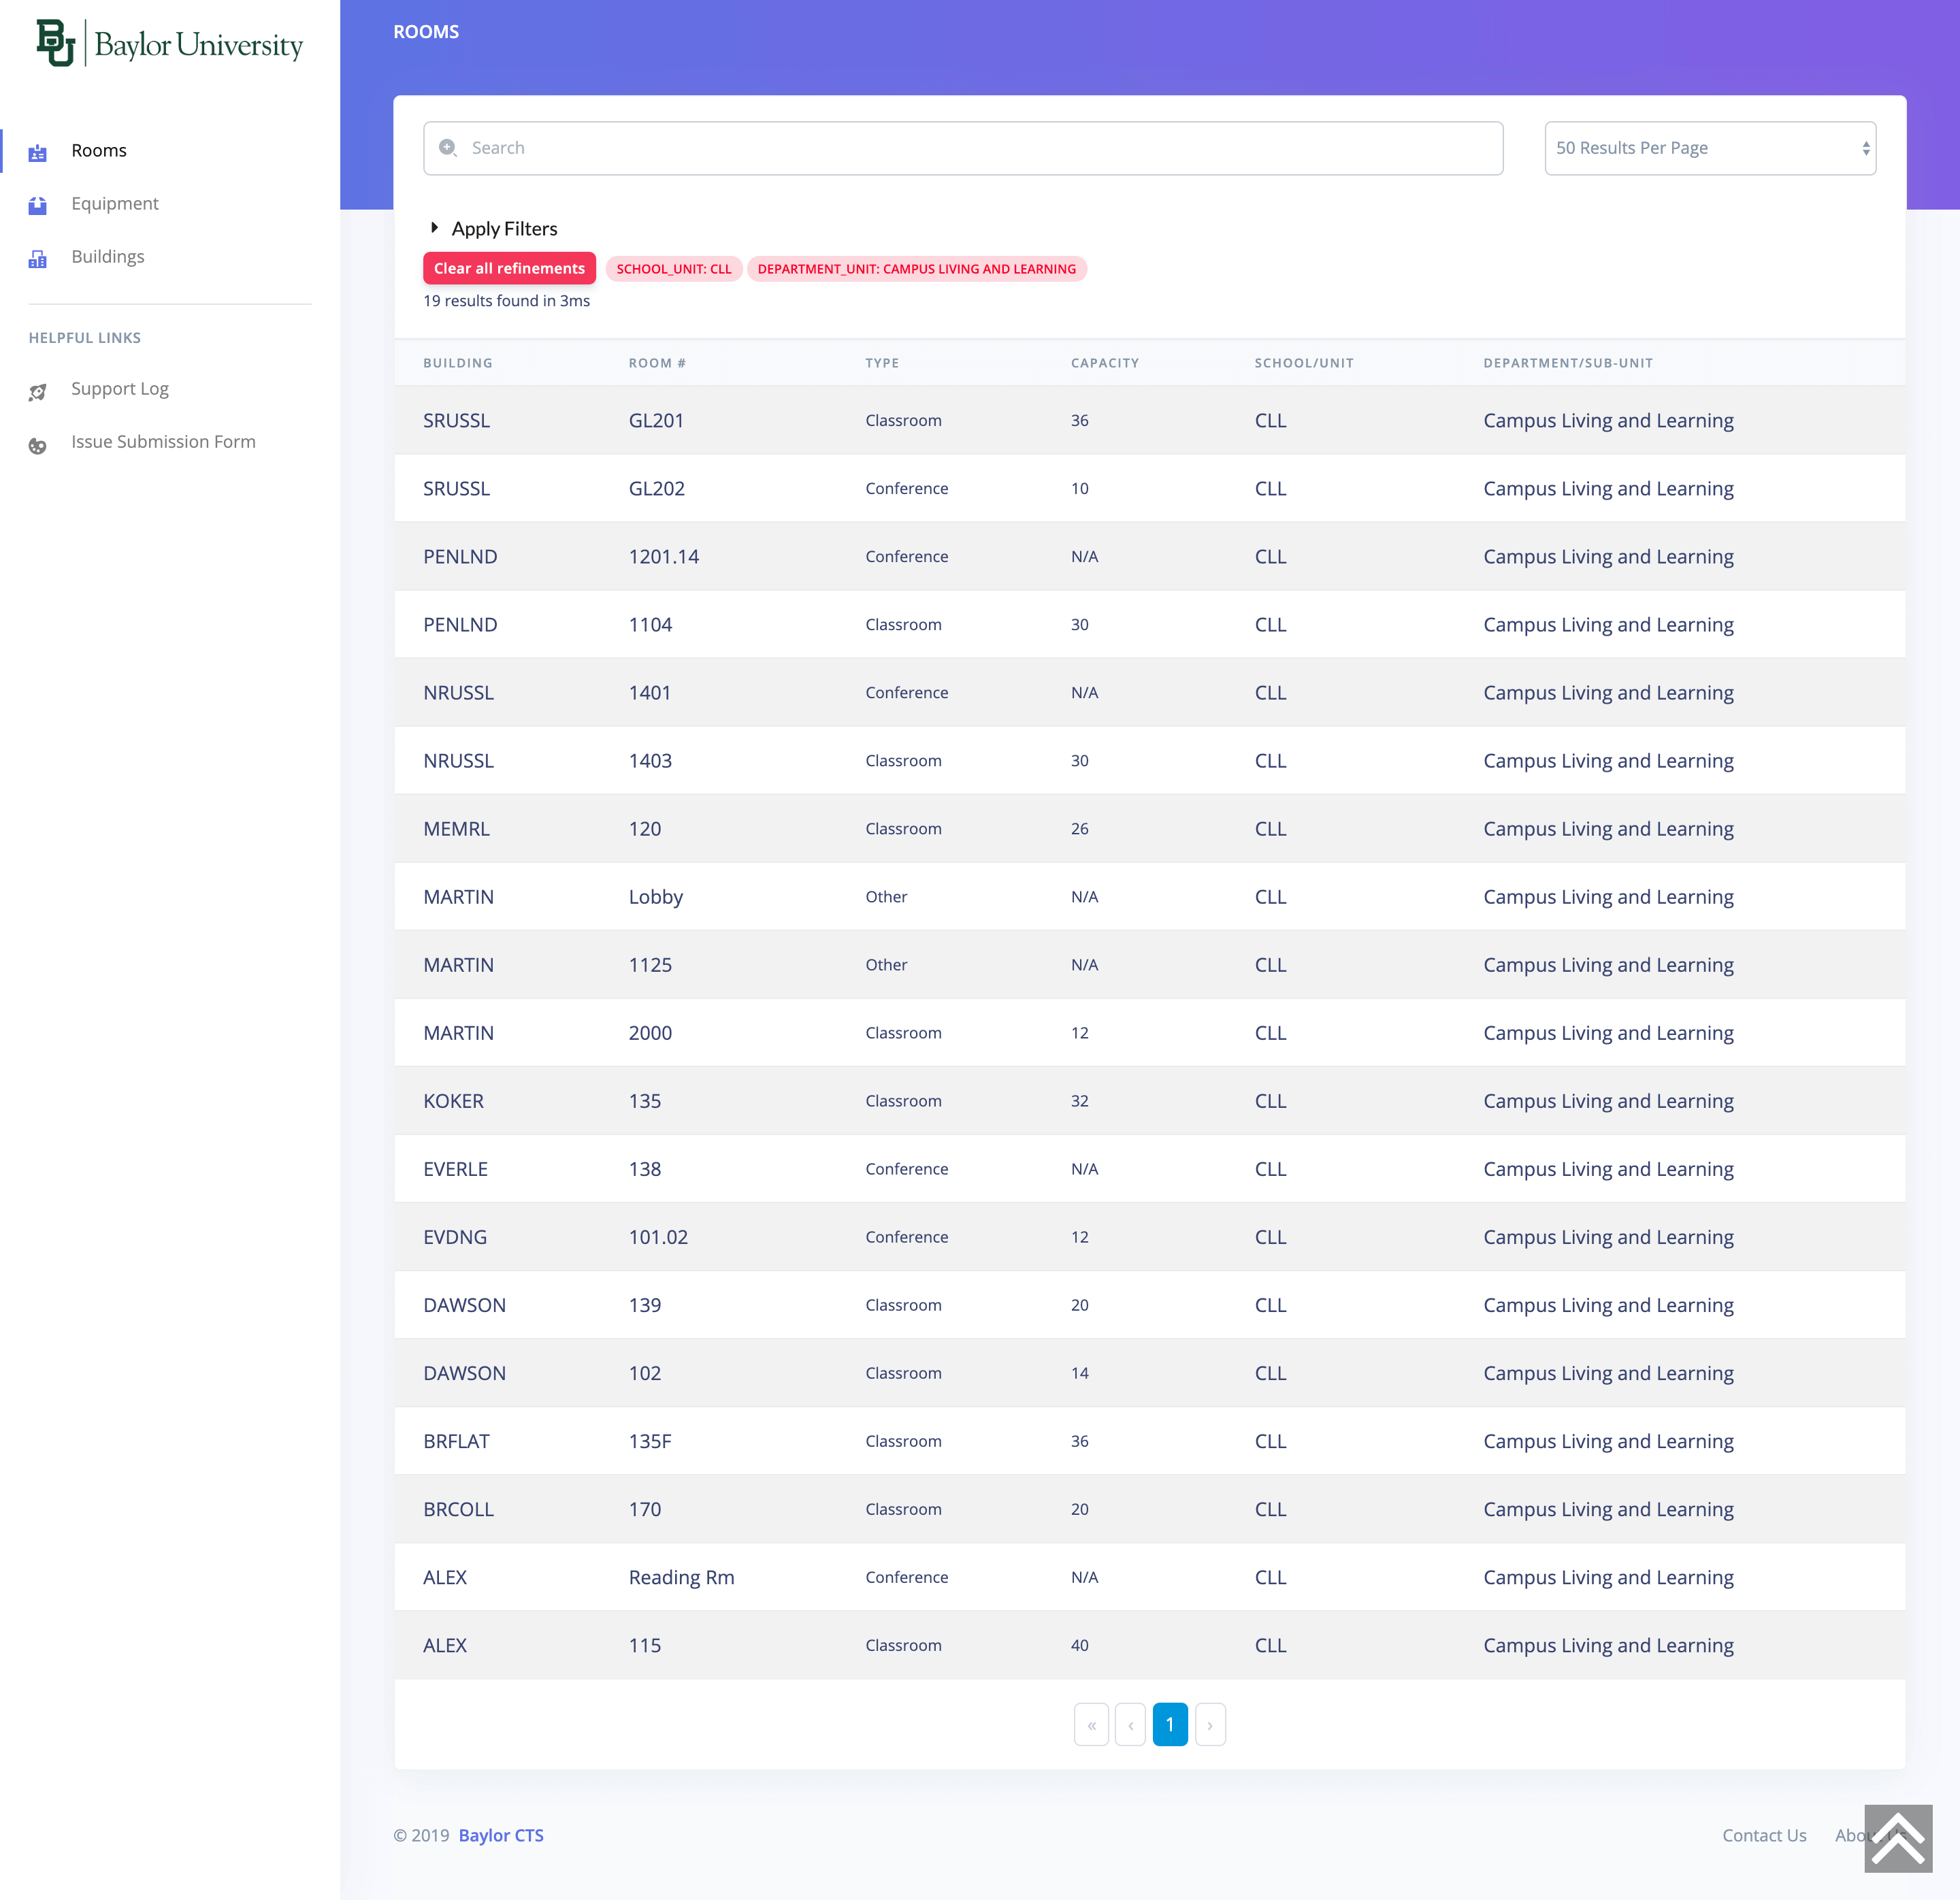 Baylor University
Rooms
Equipment
Buildings
HELPFUL LINKS
Support Log
Issue Submission Form
ROOMS
Search
50 Results Per Page
Apply Filters
Clear all refinements SCHOOL_UNIT: CLL DEPARTMENT_UNIT: CAMPUS LIVING AND LEARNING
19 results found in 3ms
BUILDING ROOM # TYPE CAPACITY SCHOOL/UNIT DEPARTMENT/SUB-UNIT
SRUSSL GL201 Classroom 36 CLL Campus Living and Learning
SRUSSL GL202 Conference 10 CLL Campus Living and Learning
PENLND 1201.14 Conference N/A CLL Campus Living and Learning
PENLND 1104 Classroom 30 CLL Campus Living and Learning
NRUSSL 1401 Conference N/A CLL Campus Living and Learning
NRUSSL 1403 Classroom 30 CLL Campus Living and Learning
MEMRL 120 Classroom 26 CLL Campus Living and Learning
MARTIN Lobby Other N/A CLL Campus Living and Learning
MARTIN 1125 Other N/A CLL Campus Living and Learning
MARTIN 2000 Classroom 12 CLL Campus Living and Learning
KOKER 135 Classroom 32 CLL Campus Living and Learning
EVERLE 138 Conference N/A CLL Campus Living and Learning
EVDNG 101.02 Conference 12 CLL Campus Living and Learning
DAWSON 139 Classroom 20 CLL Campus Living and Learning
DAWSON 102 Classroom 14 CLL Campus Living and Learning
BRFLAT 135F Classroom 36 CLL Campus Living and Learning
BRCOLL 170 Classroom 20 CLL Campus Living and Learning
ALEX Reading Rm Conference N/A CLL Campus Living and Learning
ALEX 115 Classroom 40 CLL Campus Living and Learning
« ‹ 1 ›
© 2019 Baylor CTS
Contact Us